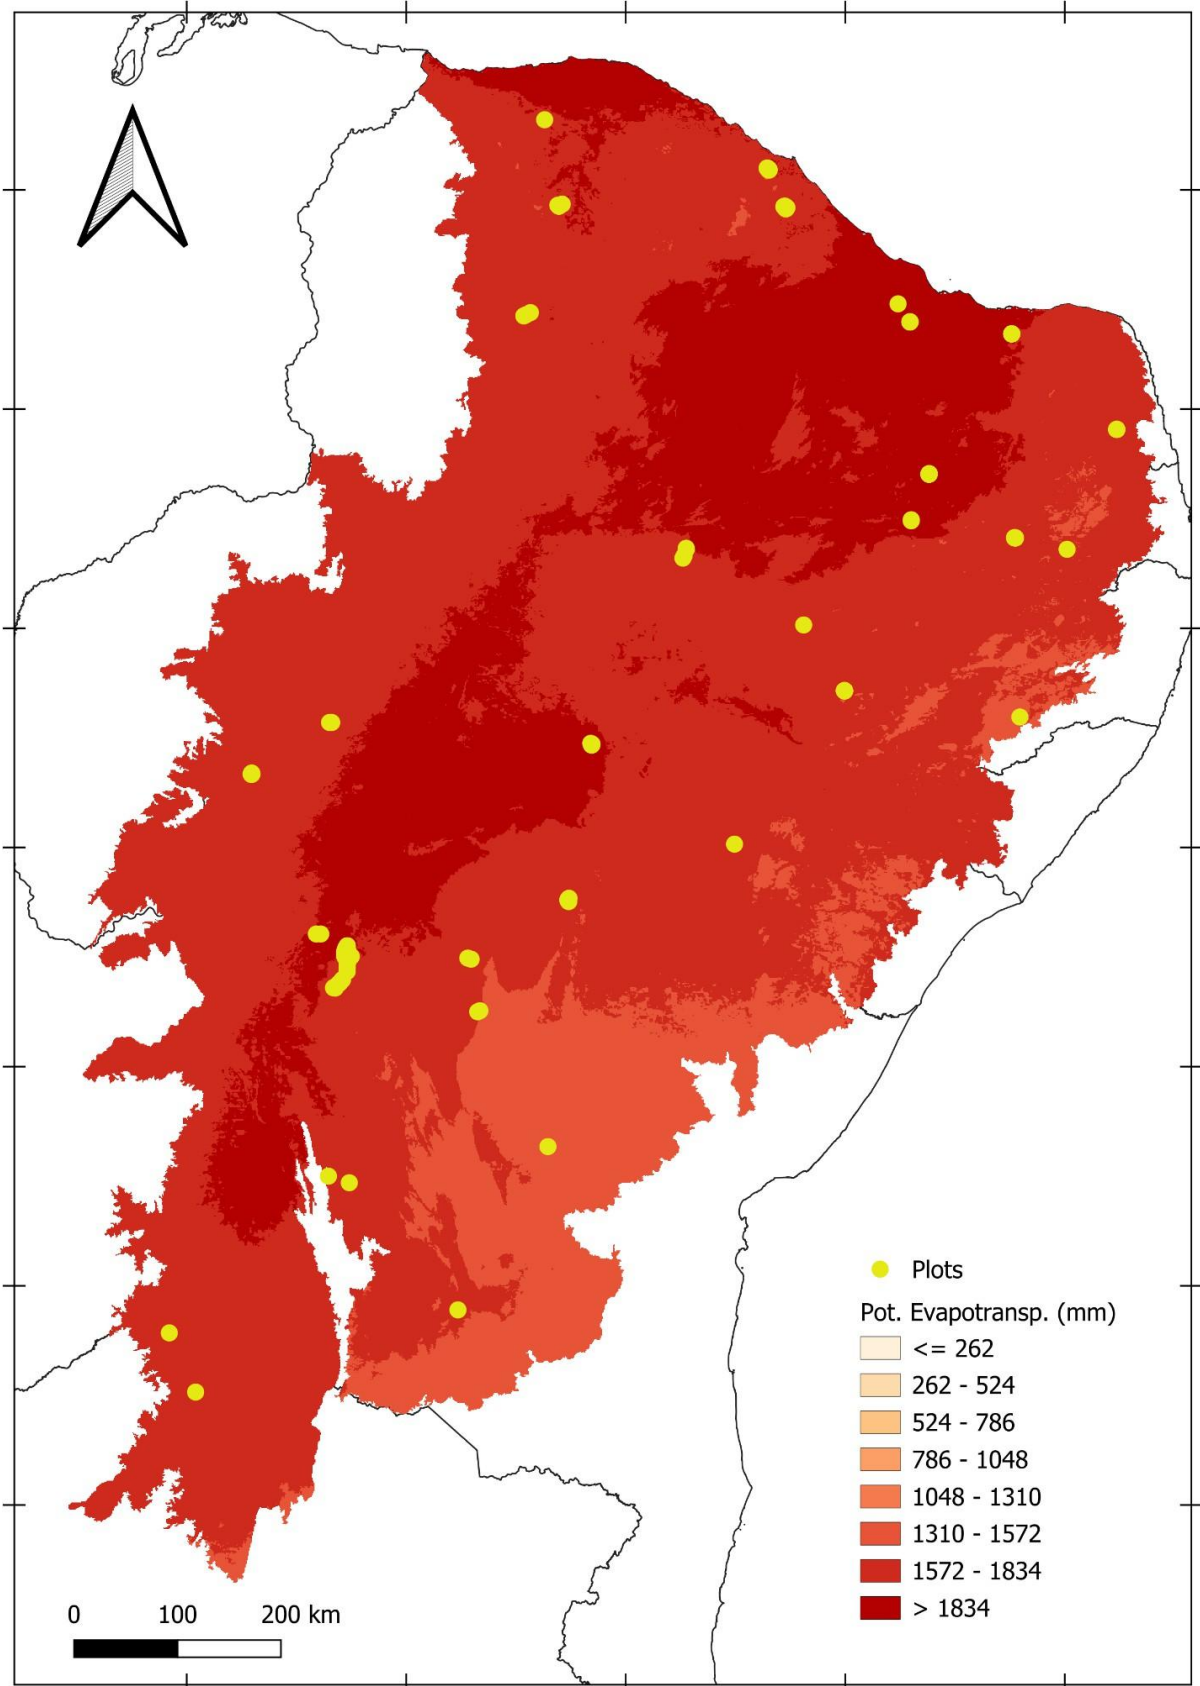 Plots
Pot. Evapotransp. (mm)
<= 262
262 - 524
524 - 786
786 - 1048
1048 - 1310
1310 - 1572
1572 - 1834
> 1834
0 100 200 km